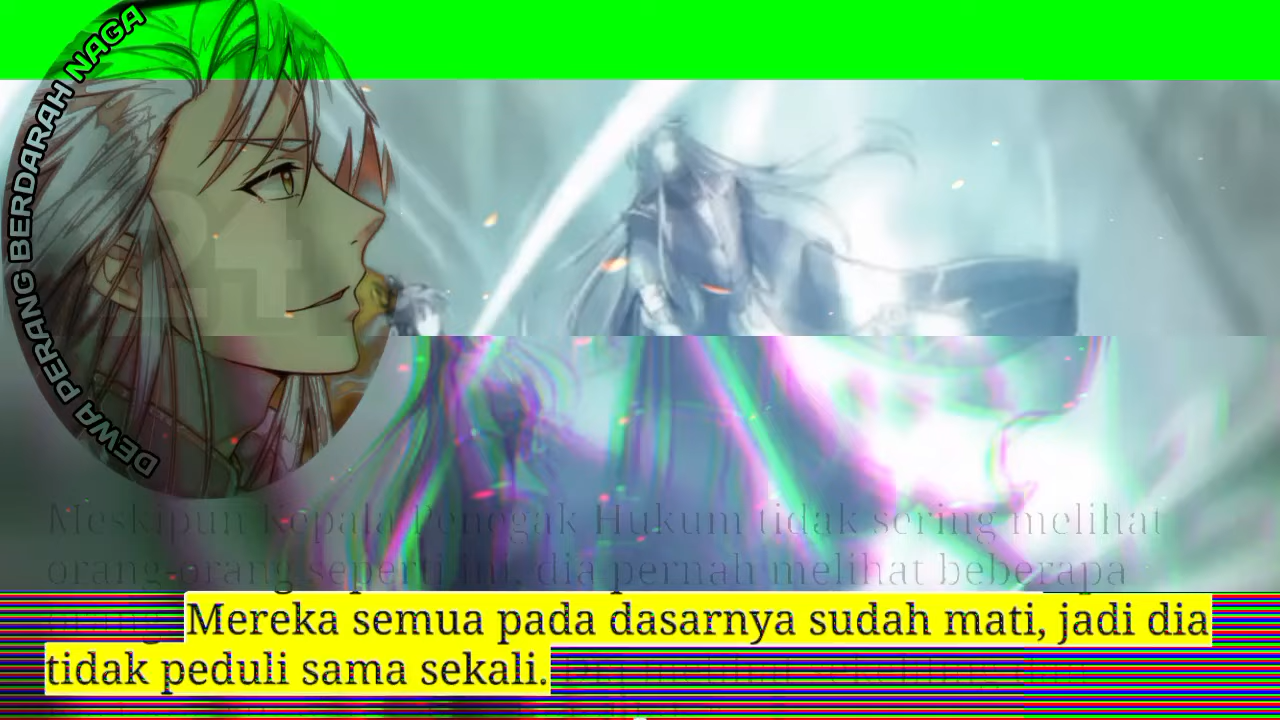 DEWA PERANG BERDARAH NAGA
Meskipun Kepala Penegak Hukum tidak sering melihat
orang-orang seperti ini, dia pernah melihat beberapa
Mereka semua pada dasarnya sudah mati, jadi dia
tidak peduli sama sekali.